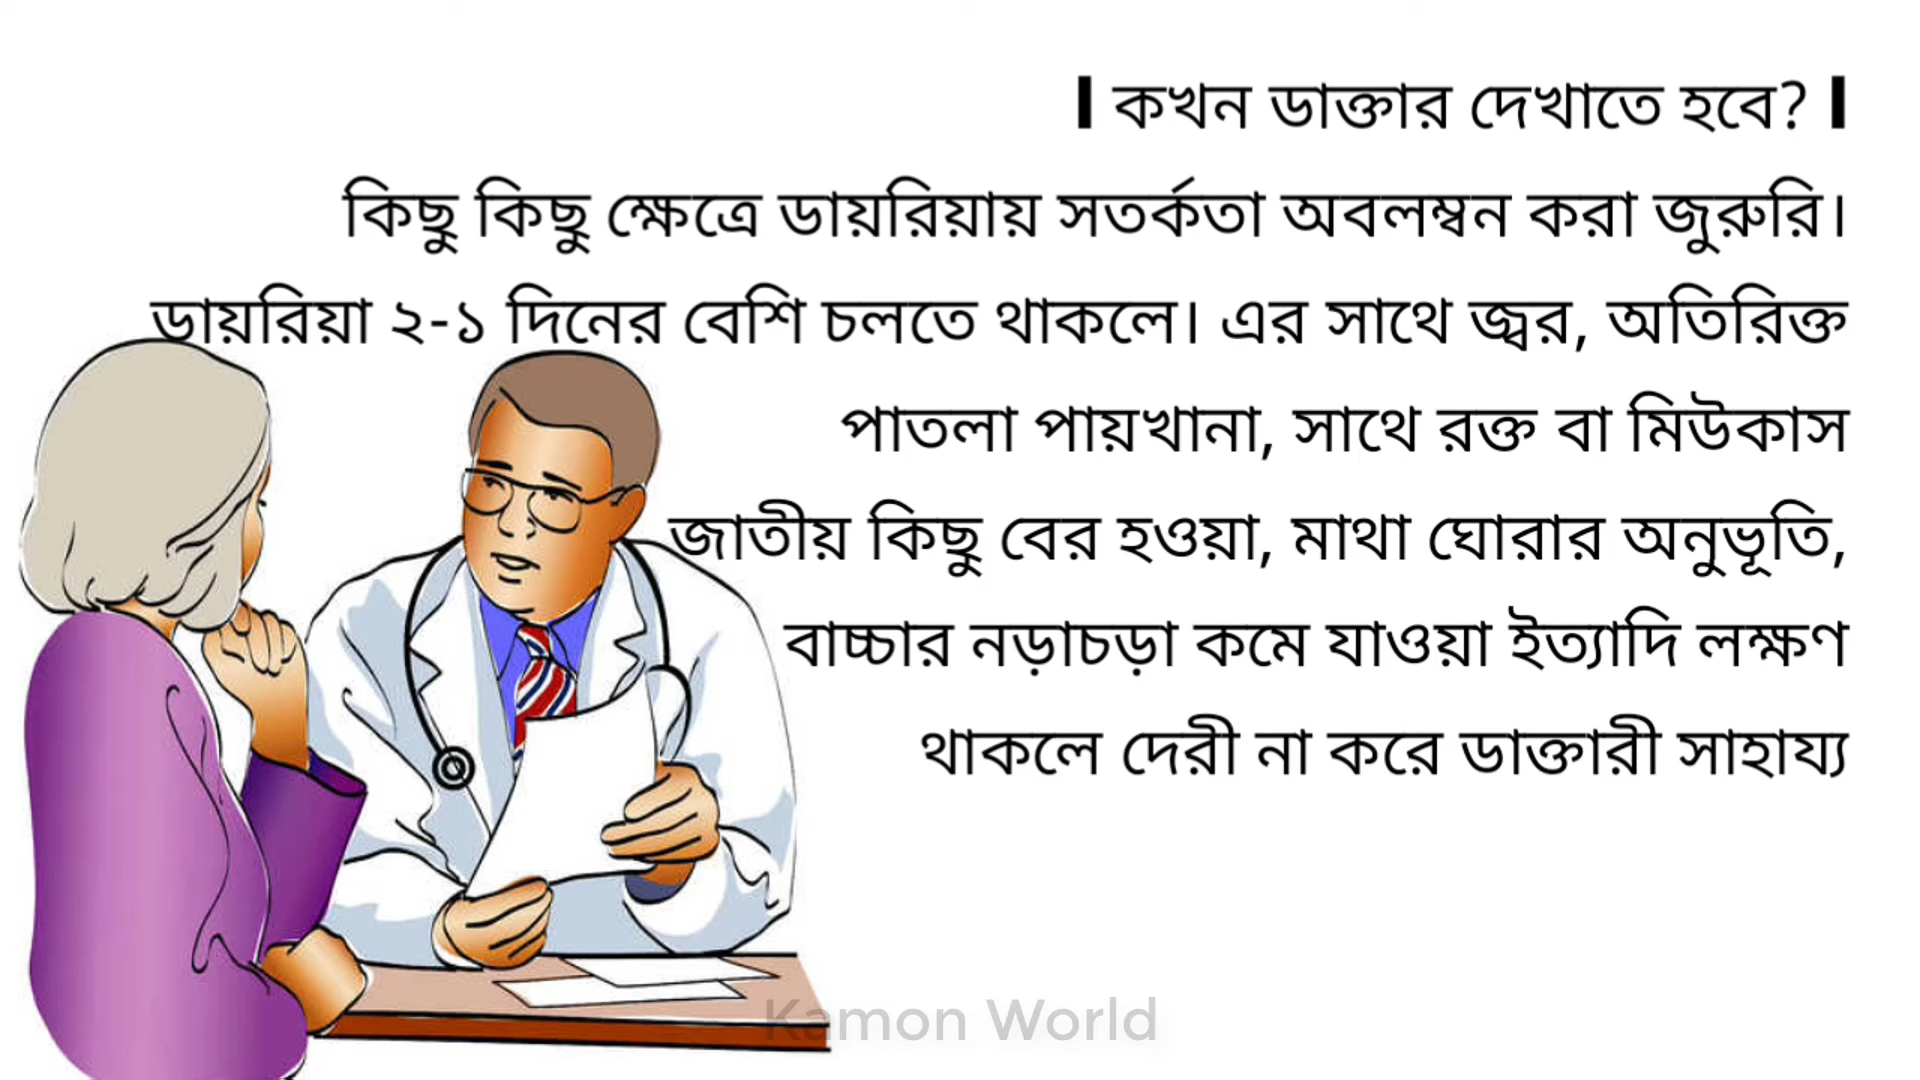 । কখন ডাক্তার দেখাতে হবে? ।
কিছু কিছু ক্ষেত্রে ডায়রিয়ায় সতর্কতা অবলম্বন করা জুরুরি।
ডায়রিয়া ২-১ দিনের বেশি চলতে থাকলে। এর সাথে জ্বর, অতিরিক্ত
পাতলা পায়খানা, সাথে রক্ত বা মিউকাস
জাতীয় কিছু বের হওয়া, মাথা ঘোরার অনুভূতি,
বাচ্চার নড়াচড়া কমে যাওয়া ইত্যাদি লক্ষণ
থাকলে দেরী না করে ডাক্তারী সাহায্য
Kamon World